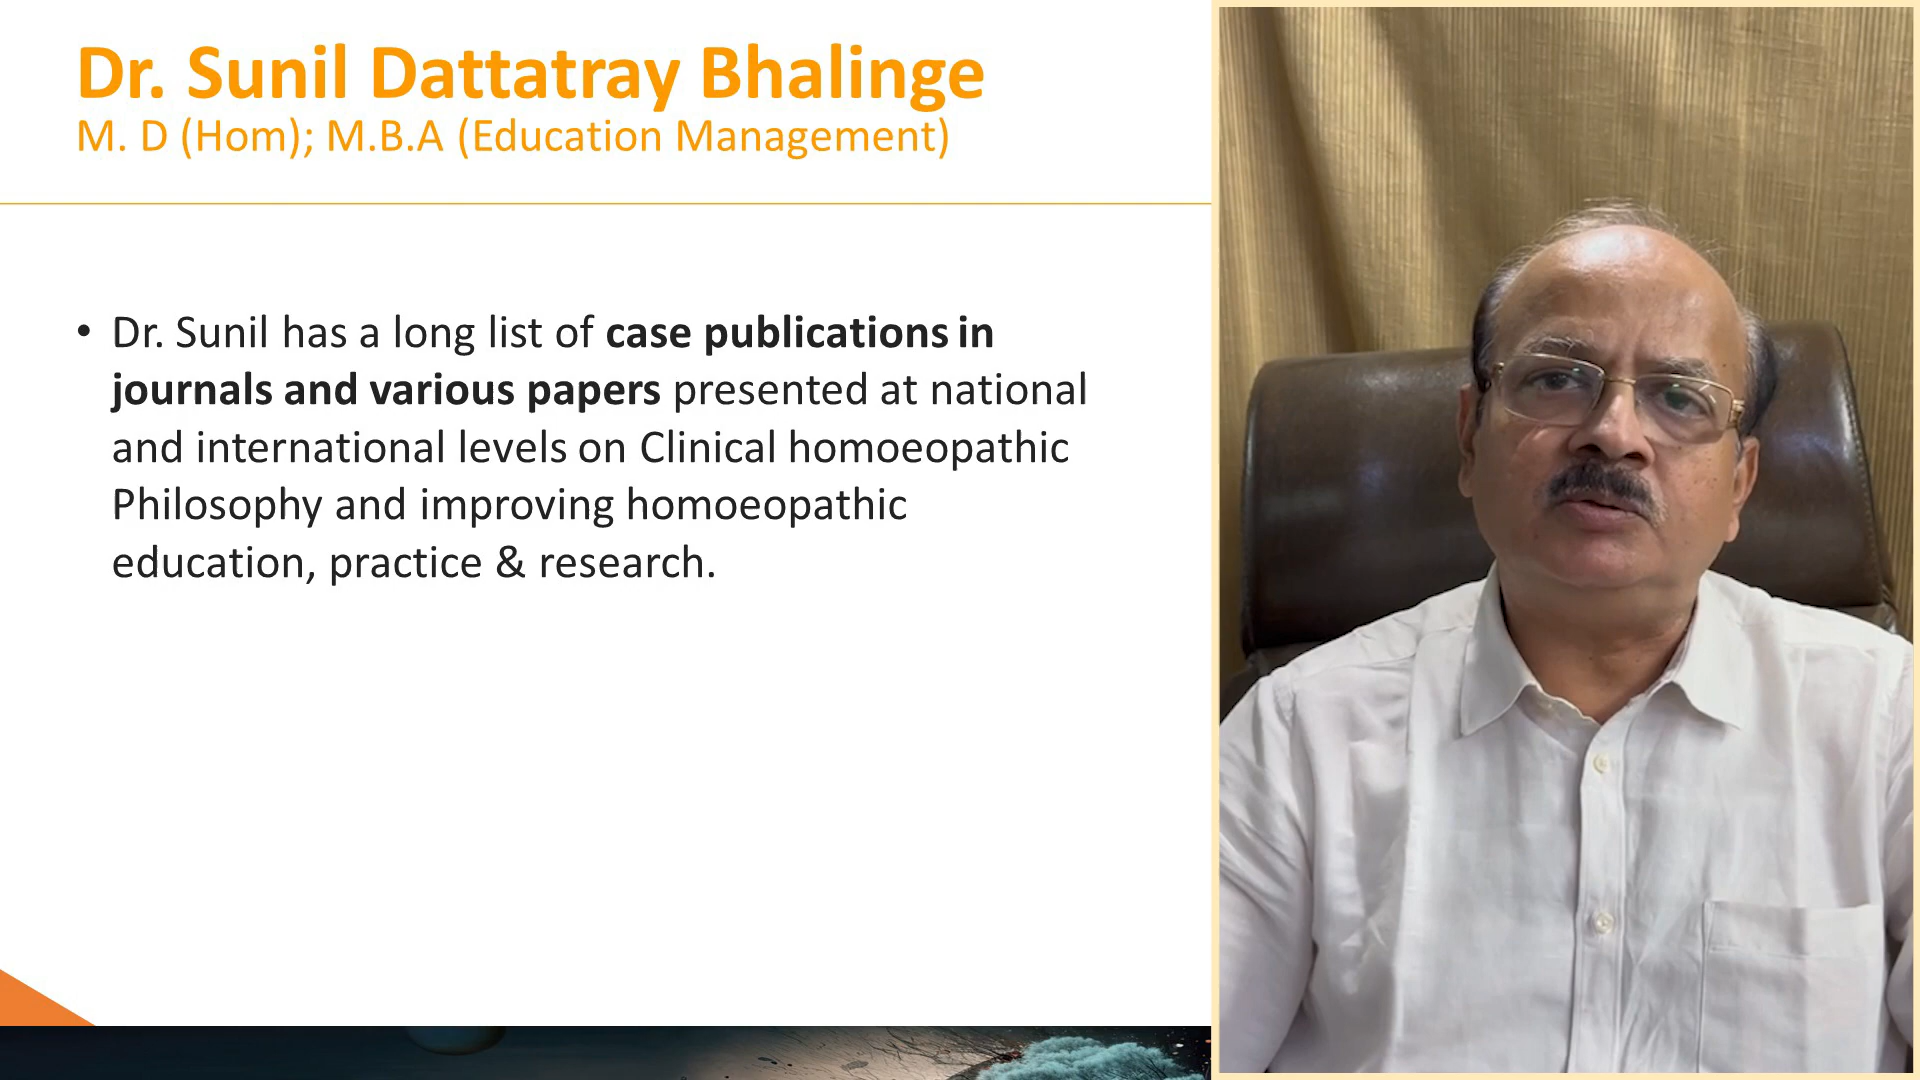 Dr. Sunil Dattatray Bhalinge
M. D (Hom); M.B.A (Education Management)
• Dr. Sunil has a long list of case publications in
journals and various papers presented at national
and international levels on Clinical homoeopathic
Philosophy and improving homoeopathic
education, practice & research.